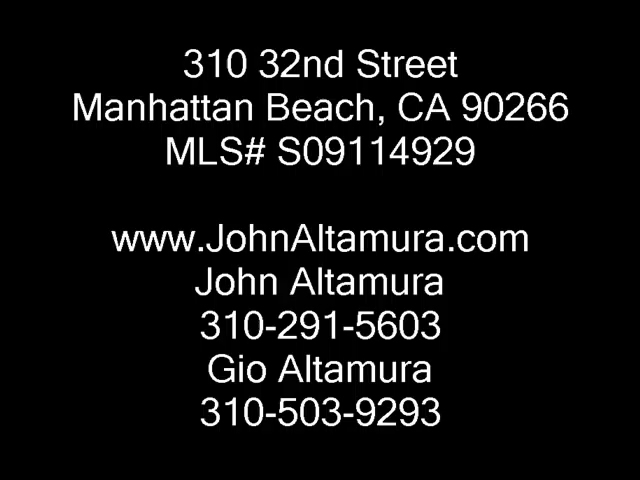 310 32nd Street
Manhattan Beach, CA 90266
MLS# S09114929
www.JohnAltamura.com
John Altamura
310-291-5603
Gio Altamura
310-503-9293